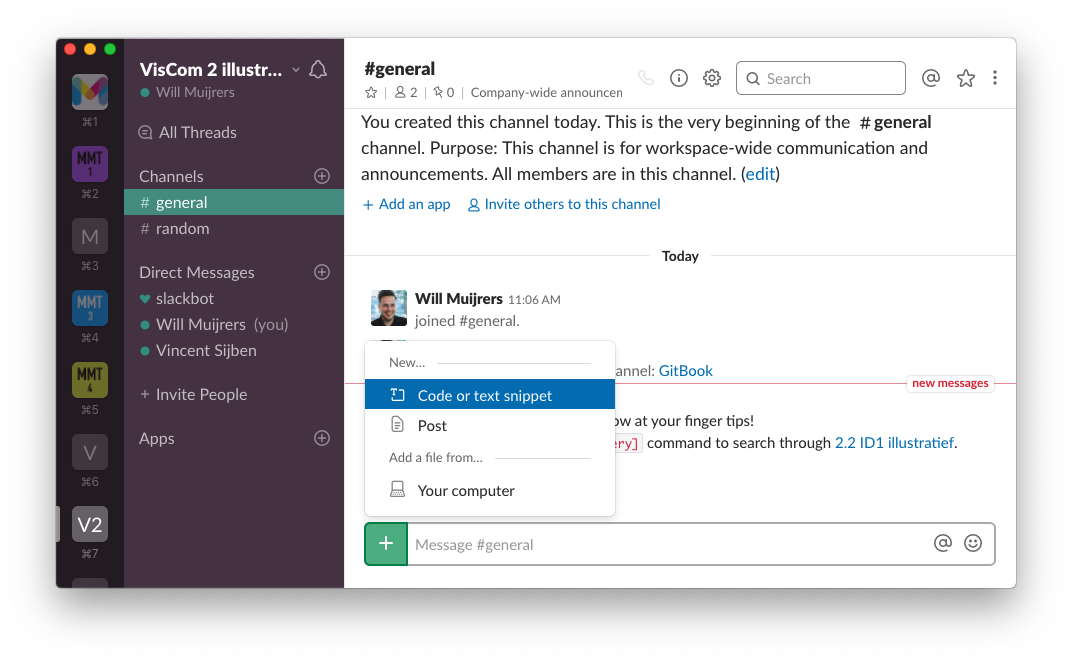 ⌘1
MMT
1
⌘2
M
⌘3
MMT
3
⌘4
MMT
4
⌘5
V
⌘6
V2
⌘7
VisCom 2 illustr...
Will Muijrers
All Threads
Channels
# general
# random
Direct Messages
slackbot
Will Muijrers (you)
Vincent Sijben
+ Invite People
Apps
#general
2 | 0 | Company-wide announcen
Search
You created this channel today. This is the very beginning of the # general
channel. Purpose: This channel is for workspace-wide communication and
announcements. All members are in this channel. (edit)
+ Add an app Invite others to this channel
Today
Will Muijrers 11:06 AM
joined #general.
annel: GitBook
new messages
ow at your finger tips!
ery] command to search through 2.2 ID1 illustratief.
New...
Code or text snippet
Post
Add a file from...
Your computer
+ Message #general